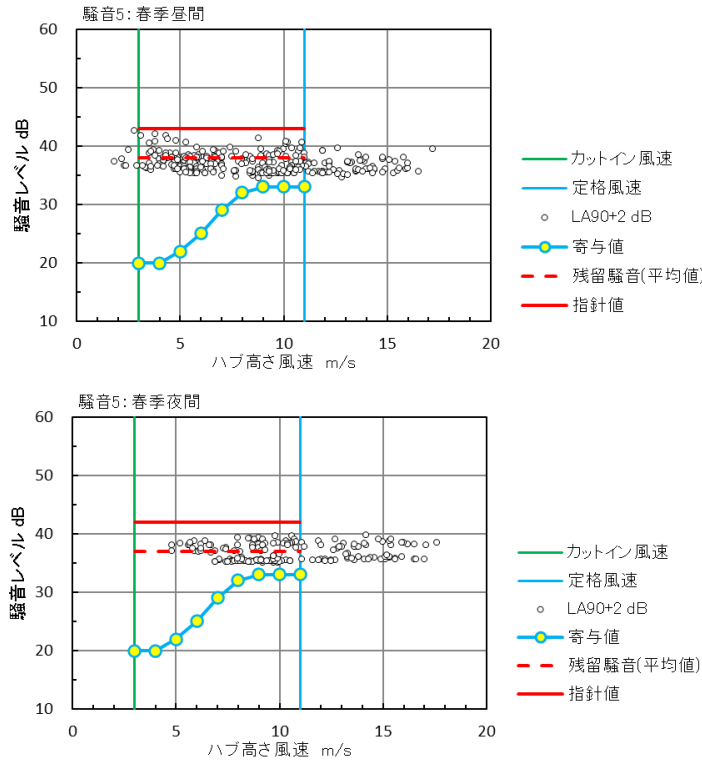 騒音5：春季昼間
60
50
40
30
20
10
騒音レベル dB
0 5 10 15 20
ハブ高さ風速 m/s
カットイン風速
定格風速
LA90+2 dB
寄与値
残留騒音(平均値)
指針値
騒音5：春季夜間
60
50
40
30
20
10
騒音レベル dB
0 5 10 15 20
ハブ高さ風速 m/s
カットイン風速
定格風速
LA90+2 dB
寄与値
残留騒音(平均値)
指針値